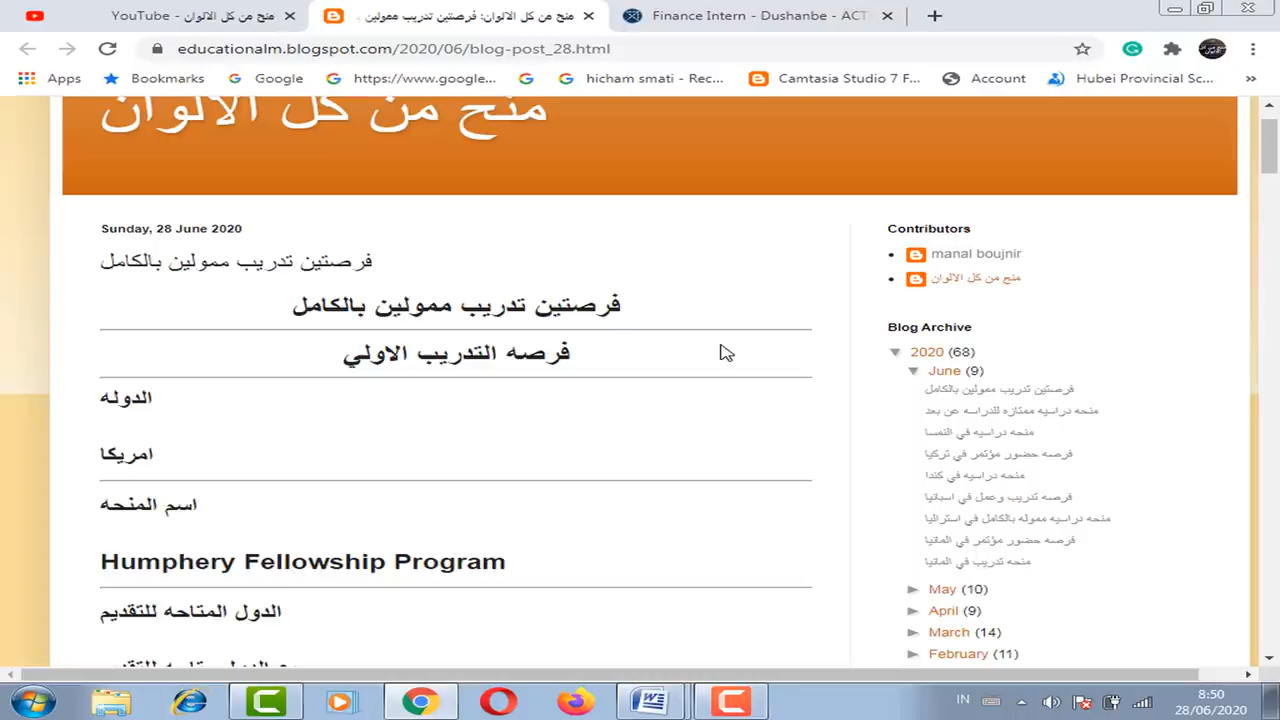 منح من كل الالوان - YouTube
منح من كل الالوان: فرصتين تدريب ممولين
Finance Intern - Dushanbe - ACT
educationalm.blogspot.com/2020/06/blog-post_28.html
Apps Bookmarks Google https://www.google... hicham smati - Rec... Camtasia Studio 7 F... Account Hubei Provincial Sc... »
منح من كل الالوان
Sunday, 28 June 2020
فرصتين تدريب ممولين بالكامل
فرصتين تدريب ممولين بالكامل
فرصه التدريب الاولي
الدوله
امريكا
اسم المنحه
Humphery Fellowship Program
الدول المتاحه للتقديم
Contributors
manal boujnir
منح من كل الالوان
Blog Archive
▼ 2020 (68)
▼ June (9)
فرصتين تدريب ممولين بالكامل
منحه دراسيه ممتازه للدراسه عن بعد
منحه دراسيه في النمسا
فرصه حضور مؤتمر في تركيا
منحه دراسيه في كندا
فرصه تدريب وعمل في اسبانيا
منحه دراسيه مموله بالكامل في استراليا
فرصه حضور مؤتمر في المانيا
منحه تدريب في المانيا
► May (10)
► April (9)
► March (14)
► February (11)
IN
8:50
28/06/2020